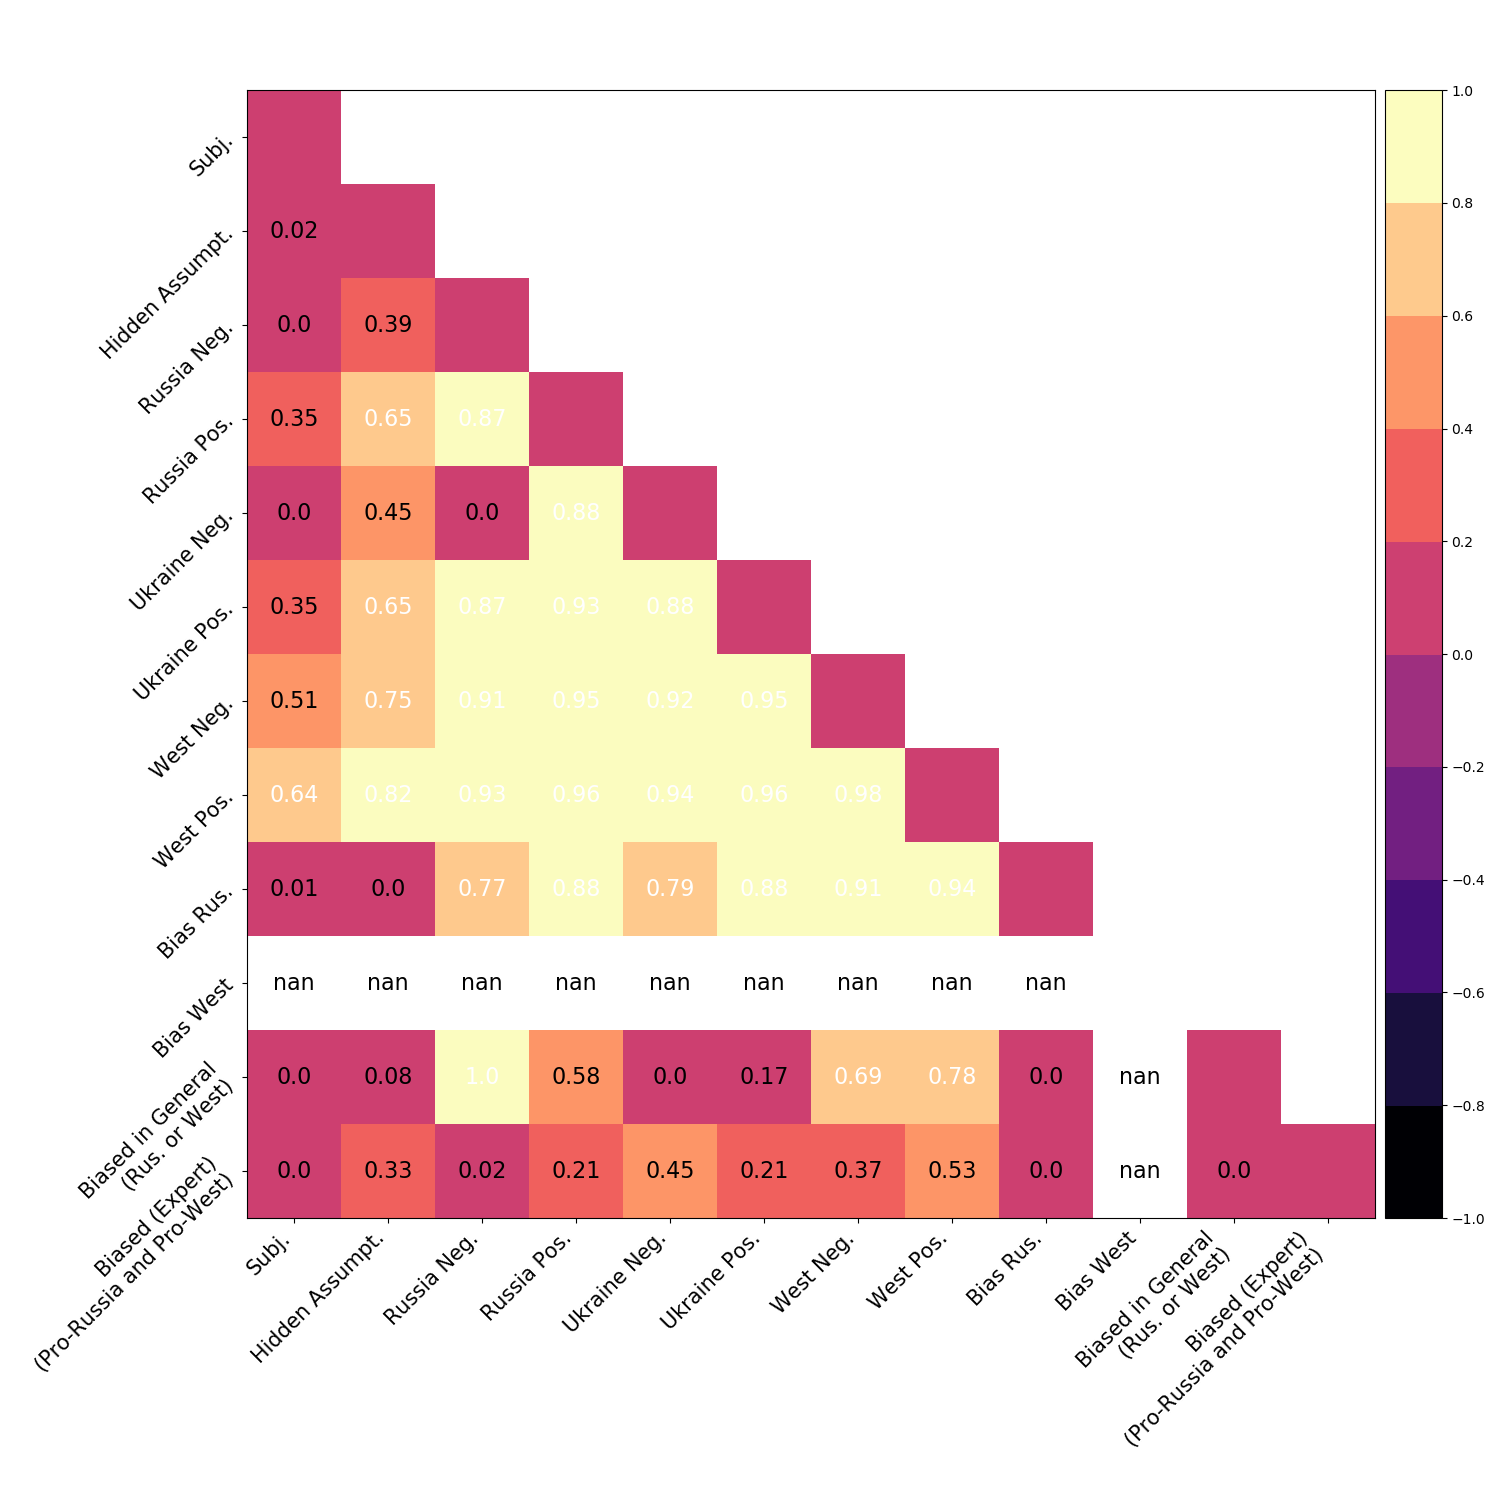 Subj.
Hidden Assumpt. 0.02
Russia Neg. 0.0 0.39
Russia Pos. 0.35 0.65 0.87
Ukraine Neg. 0.0 0.45 0.0 0.88
Ukraine Pos. 0.35 0.65 0.87 0.93 0.88
West Neg. 0.51 0.75 0.91 0.95 0.92 0.95
West Pos. 0.64 0.82 0.93 0.96 0.94 0.96 0.98
Bias Rus. 0.01 0.0 0.77 0.88 0.79 0.88 0.91 0.94
Bias West nan nan nan nan nan nan nan nan nan
Biased in General
(Rus. or West) 0.0 0.08 1.0 0.58 0.0 0.17 0.69 0.78 0.0 nan
Biased (Expert)
(Pro-Russia and Pro-West) 0.0 0.33 0.02 0.21 0.45 0.21 0.37 0.53 0.0 nan 0.0
Subj.
Hidden Assumpt.
Russia Neg.
Russia Pos.
Ukraine Neg.
Ukraine Pos.
West Neg.
West Pos.
Bias Rus.
Bias West
Biased in General
(Rus. or West)
Biased (Expert)
(Pro-Russia and Pro-West)
1.0
0.8
0.6
0.4
0.2
0.0
−0.2
−0.4
−0.6
−0.8
−1.0